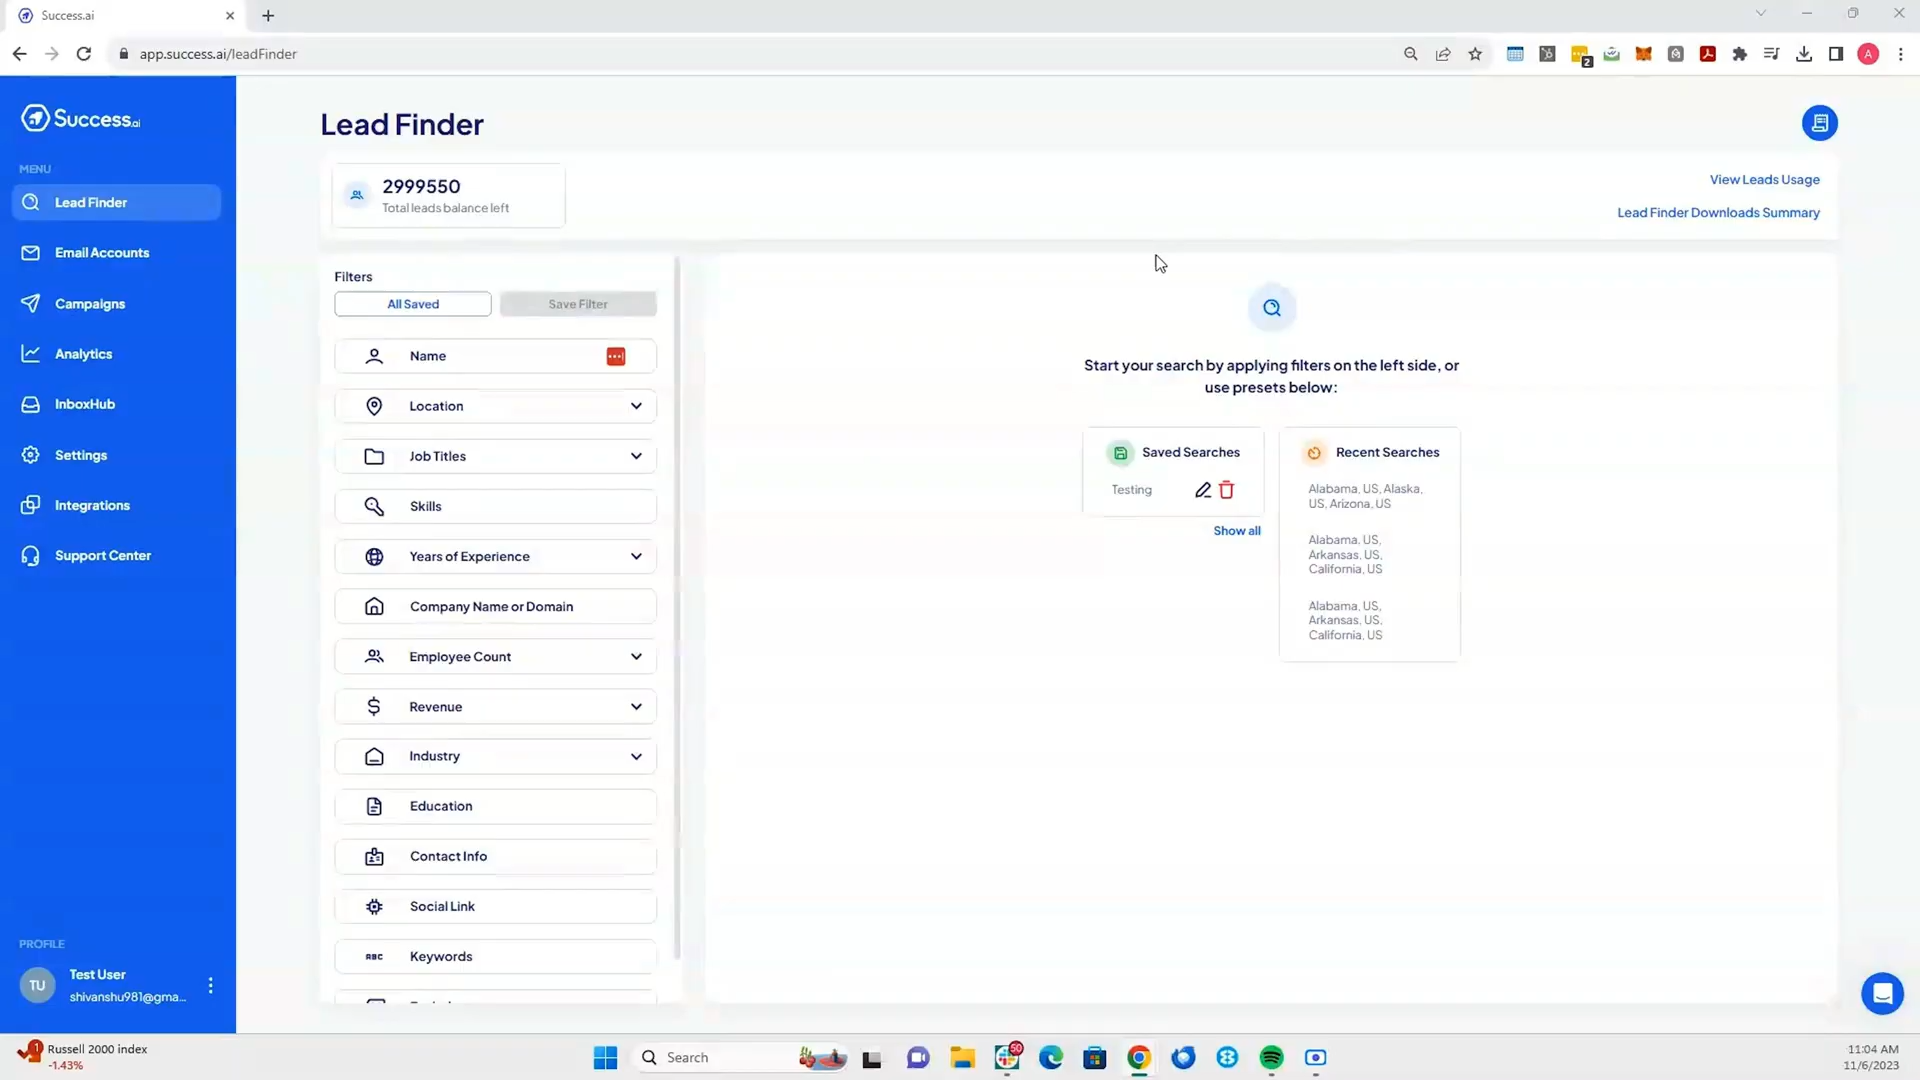 Success.ai
app.success.ai/leadFinder
2
A
Success.ai
MENU
Lead Finder
Email Accounts
Campaigns
Analytics
InboxHub
Settings
Integrations
Support Center
PROFILE
TU
Test User
shivanshu981@gma...
Lead Finder
2999550
Total leads balance left
View Leads Usage
Lead Finder Downloads Summary
Filters
All Saved
Save Filter
Name
Location
Job Titles
Skills
Years of Experience
Company Name or Domain
Employee Count
Revenue
Industry
Education
Contact Info
Social Link
ABC
Keywords
Start your search by applying filters on the left side, or
use presets below:
Saved Searches
Testing
Show all
Recent Searches
Alabama, US, Alaska,
US, Arizona, US
Alabama, US,
Arkansas, US,
California, US
Alabama, US,
Arkansas, US,
California, US
1
Russell 2000 index
-1.43%
Search
50
11:04 AM
11/6/2023